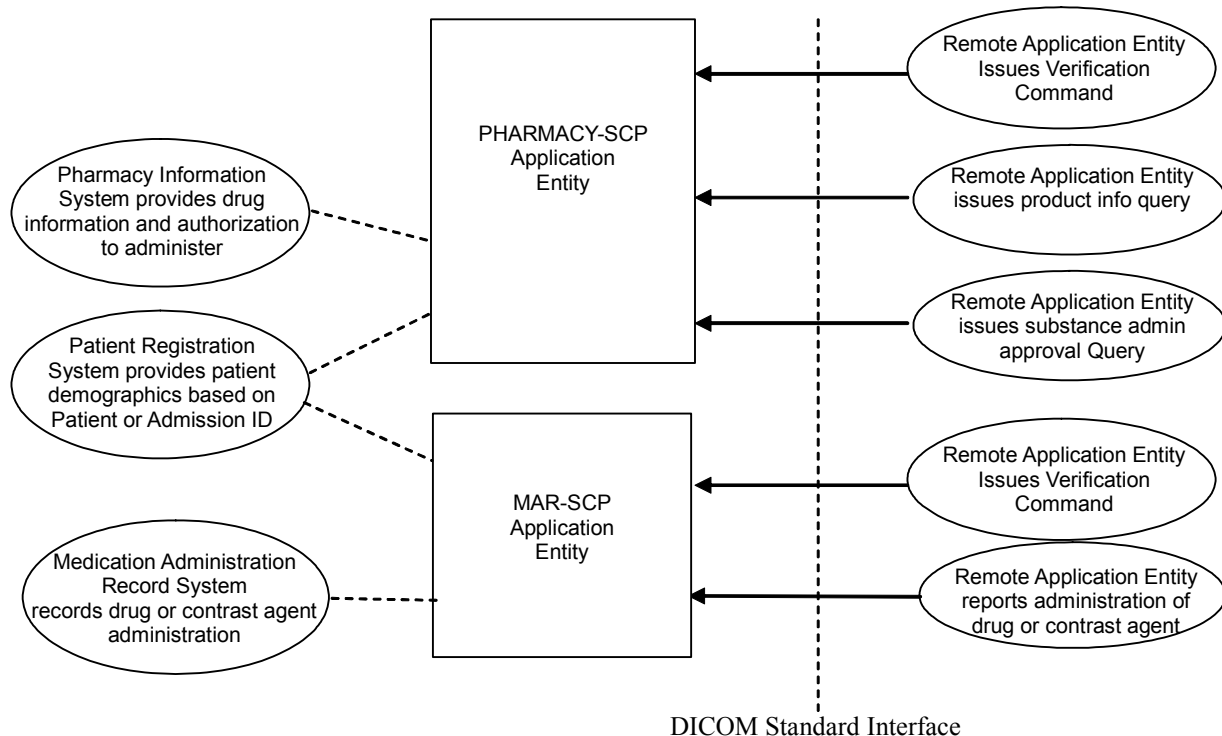 Pharmacy Information
System provides drug
information and authorization
to administer
Patient Registration
System provides patient
demographics based on
Patient or Admission ID
Medication Administration
Record System
records drug or contrast agent
administration
PHARMACY-SCP
Application
Entity
MAR-SCP
Application
Entity
Remote Application Entity
Issues Verification
Command
Remote Application Entity
issues product info query
Remote Application Entity
issues substance admin
approval Query
Remote Application Entity
Issues Verification
Command
Remote Application Entity
reports administration of
drug or contrast agent
DICOM Standard Interface